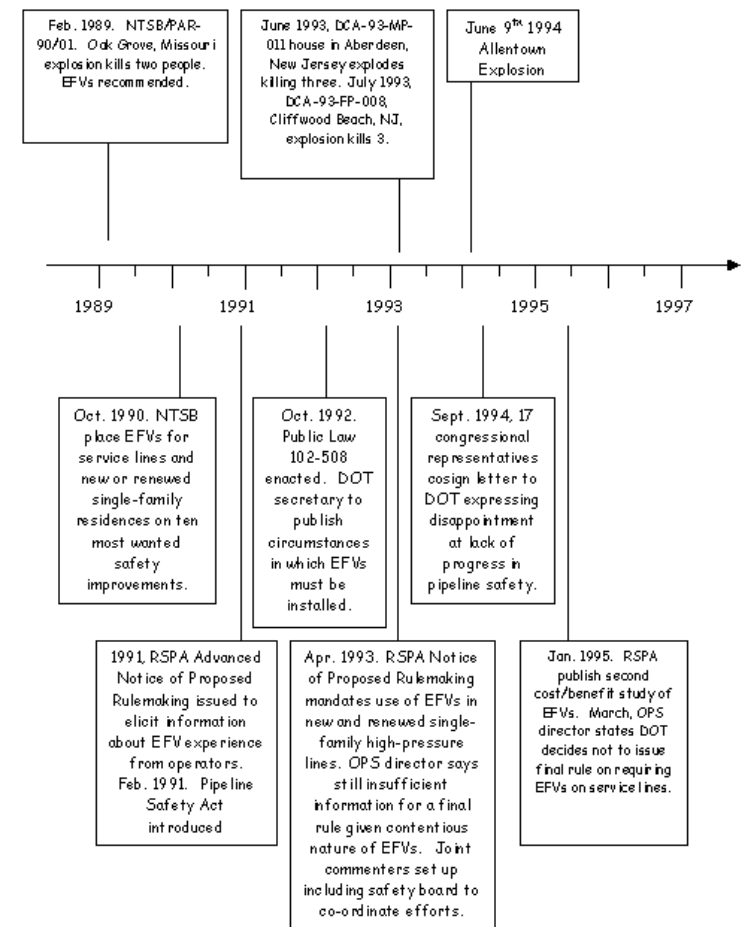 Feb. 1989. NTSB/PAR-
90/01. Oak Grove, Missouri
explosion kills two people.
EFVs recommended.
June 1993, DCA-93-MP-
011 house in Aberdeen,
New Jersey explodes
killing three. July 1993,
DCA-93-FP-008,
Cliffwood Beach, NJ,
explosion kills 3.
June 9th 1994
Allentown
Explosion
1989
1991
1993
1995
1997
Oct. 1990. NTSB
place EFVs for
service lines and
new or renewed
single-family
residences on ten
most wanted
safety
improvements.
Oct. 1992.
Public Law
102-508
enacted. DOT
secretary to
publish
circumstances
in which EFVs
must be
installed.
Sept. 1994, 17
congressional
representatives
cosign letter to
DOT expressing
disappointment
at lack of
progress in
pipeline safety.
1991, RSPA Advanced
Notice of Proposed
Rulemaking issued to
elicit information
about EFV experience
from operators.
Feb. 1991. Pipeline
Safety Act
introduced
Apr. 1993. RSPA Notice
of Proposed Rulemaking
mandates use of EFVs in
new and renewed single-
family high-pressure
lines. OPS director says
still insufficient
information for a final
rule given contentious
nature of EFVs. Joint
commenters set up
including safety board to
co-ordinate efforts.
Jan. 1995. RSPA
publish second
cost/benefit study of
EFVs. March, OPS
director states DOT
decides not to issue
final rule on requiring
EFVs on service lines.